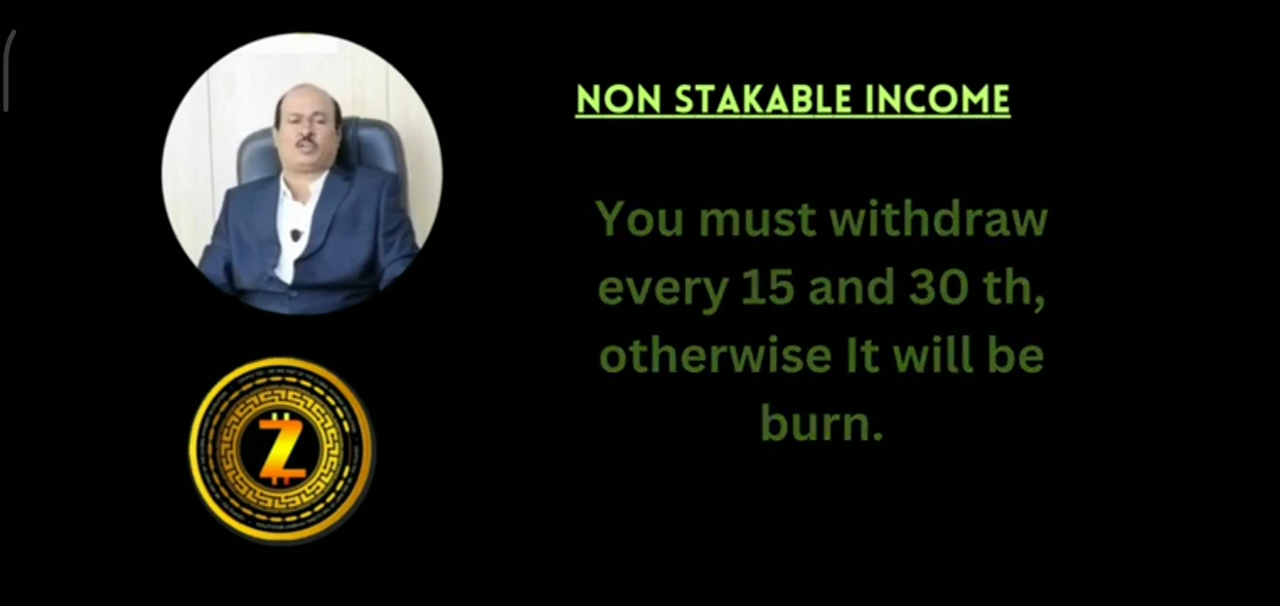 NON STAKABLE INCOME
You must withdraw
every 15 and 30 th,
otherwise It will be
burn.
Z